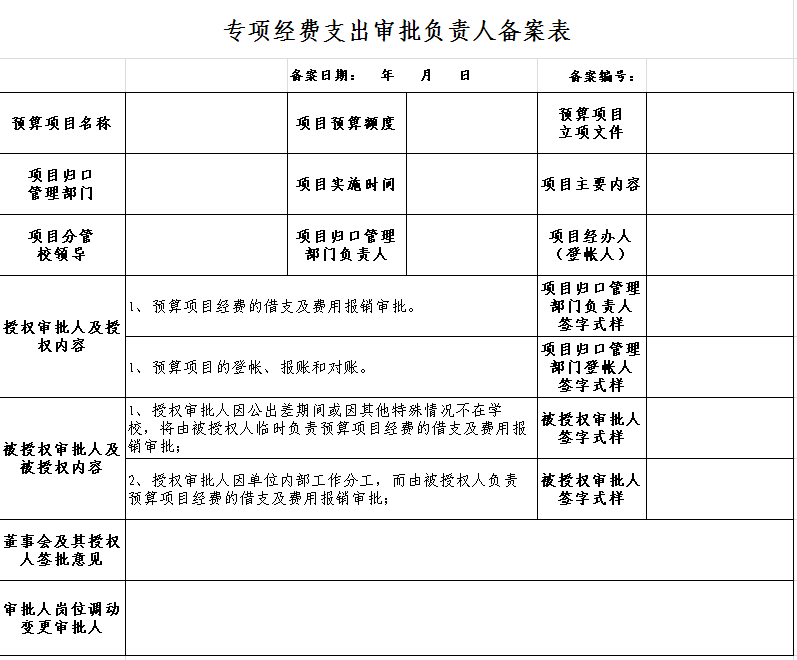 专项经费支出审批负责人备案表
备案日期： 年 月 日
备案编号：
预算项目名称
项目预算额度
预算项目
立项文件
项目归口
管理部门
项目实施时间
项目主要内容
项目分管
校领导
项目归口管理
部门负责人
项目经办人
（登帐人）
授权审批人及授
权内容
1、预算项目经费的借支及费用报销审批。
项目归口管理
部门负责人
签字式样
1、预算项目的登帐、报账和对账。
项目归口管理
部门登帐人
签字式样
被授权审批人及
被授权内容
1、授权审批人因公出差期间或因其他特殊情况不在学
校，将由被授权人临时负责预算项目经费的借支及费用报
销审批；
被授权审批人
签字式样
2、授权审批人因单位内部工作分工，而由被授权人负责
预算项目经费的借支及费用报销审批；
被授权审批人
签字式样
董事会及其授权
人签批意见
审批人岗位调动
变更审批人